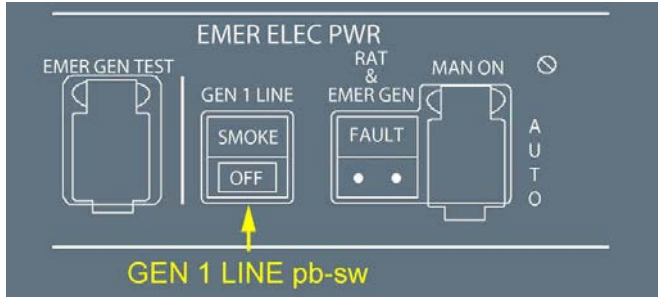 EMER ELEC PWR
EMER GEN TEST
GEN 1 LINE
SMOKE
OFF
RAT
&
EMER GEN
FAULT
MAN ON
A
U
T
O
GEN 1 LINE pb-sw